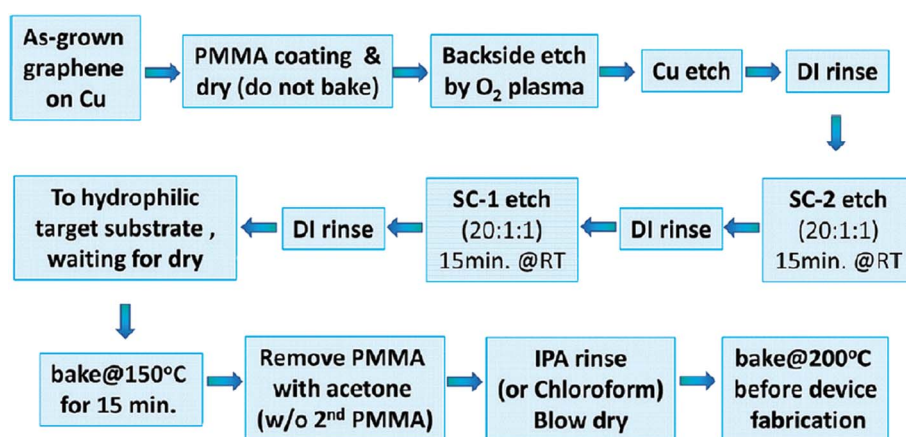 As-grown
graphene
on Cu
PMMA coating &
dry (do not bake)
Backside etch
by O₂ plasma
Cu etch
DI rinse
SC-2 etch
(20:1:1)
15min. @RT
DI rinse
SC-1 etch
(20:1:1)
15min. @RT
DI rinse
To hydrophilic
target substrate ,
waiting for dry
bake@150°C
for 15 min.
Remove PMMA
with acetone
(w/o 2ⁿᵈ PMMA)
IPA rinse
(or Chloroform)
Blow dry
bake@200°C
before device
fabrication